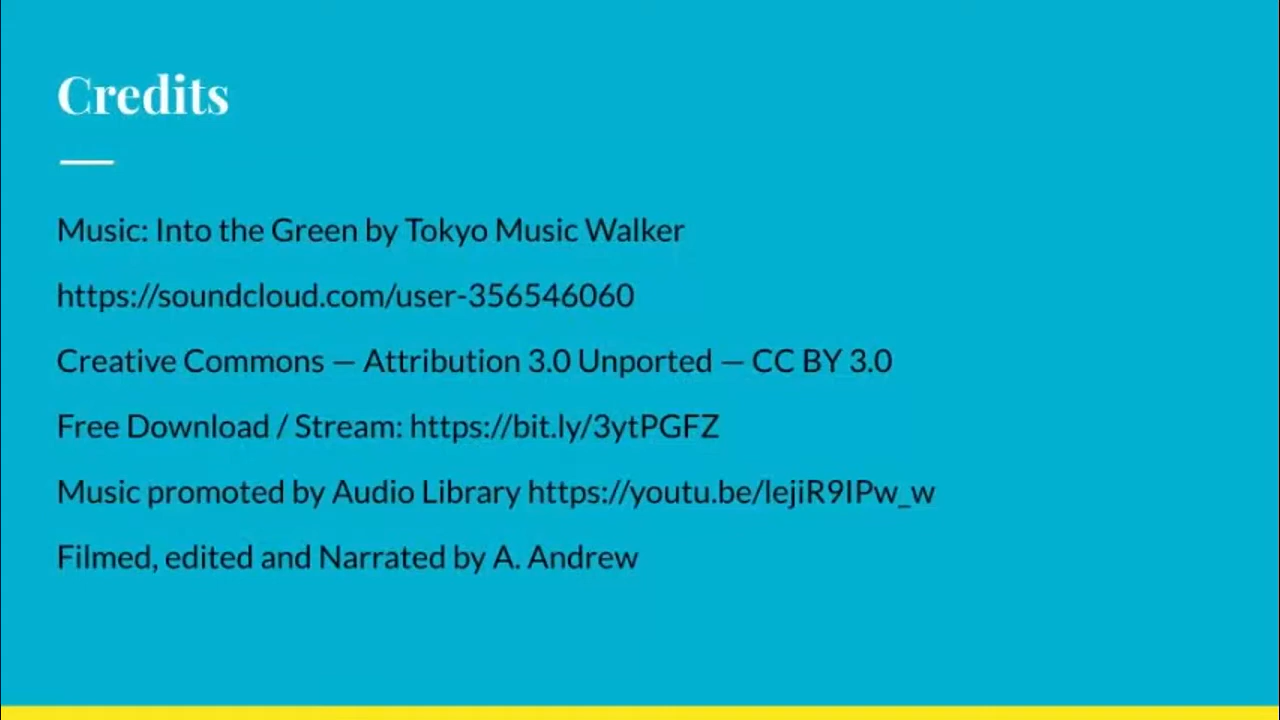 Credits
Music: Into the Green by Tokyo Music Walker
https://soundcloud.com/user-356546060
Creative Commons — Attribution 3.0 Unported — CC BY 3.0
Free Download / Stream: https://bit.ly/3ytPGFZ
Music promoted by Audio Library https://youtu.be/lejiR9IPw_w
Filmed, edited and Narrated by A. Andrew